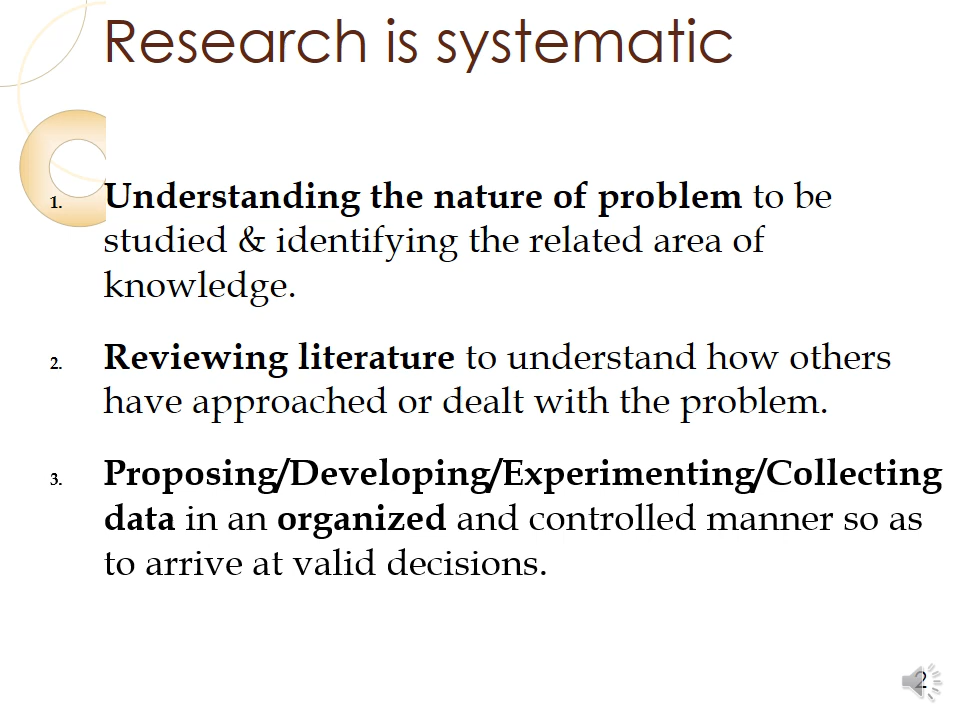 Research is systematic
1. Understanding the nature of problem to be
studied & identifying the related area of
knowledge.
2. Reviewing literature to understand how others
have approached or dealt with the problem.
3. Proposing/Developing/Experimenting/Collecting
data in an organized and controlled manner so as
to arrive at valid decisions.
2